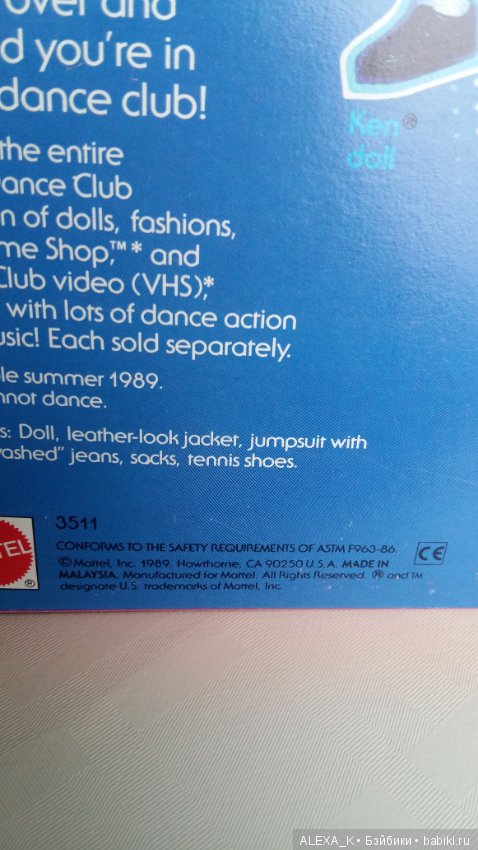 over and
d you're in
dance club!
Ken®
doll
the entire
ance Club
n of dolls, fashions,
me Shop,™* and
Club video (VHS)*,
with lots of dance action
usic! Each sold separately.
le summer 1989.
nnot dance.
s: Doll, leather-look jacket, jumpsuit with
washed" jeans, socks, tennis shoes.
TEL
®
3511
CONFORMS TO THE SAFETY REQUIREMENTS OF ASTM F963-86.
CE
© Mattel, Inc. 1989. Hawthorne, CA 90250 U.S.A. MADE IN
MALAYSIA. Manufactured for Mattel. All Rights Reserved. ® and ™
designate U.S. trademarks of Mattel, Inc.
ALEXA_K • Бэйбики • babiki.ru